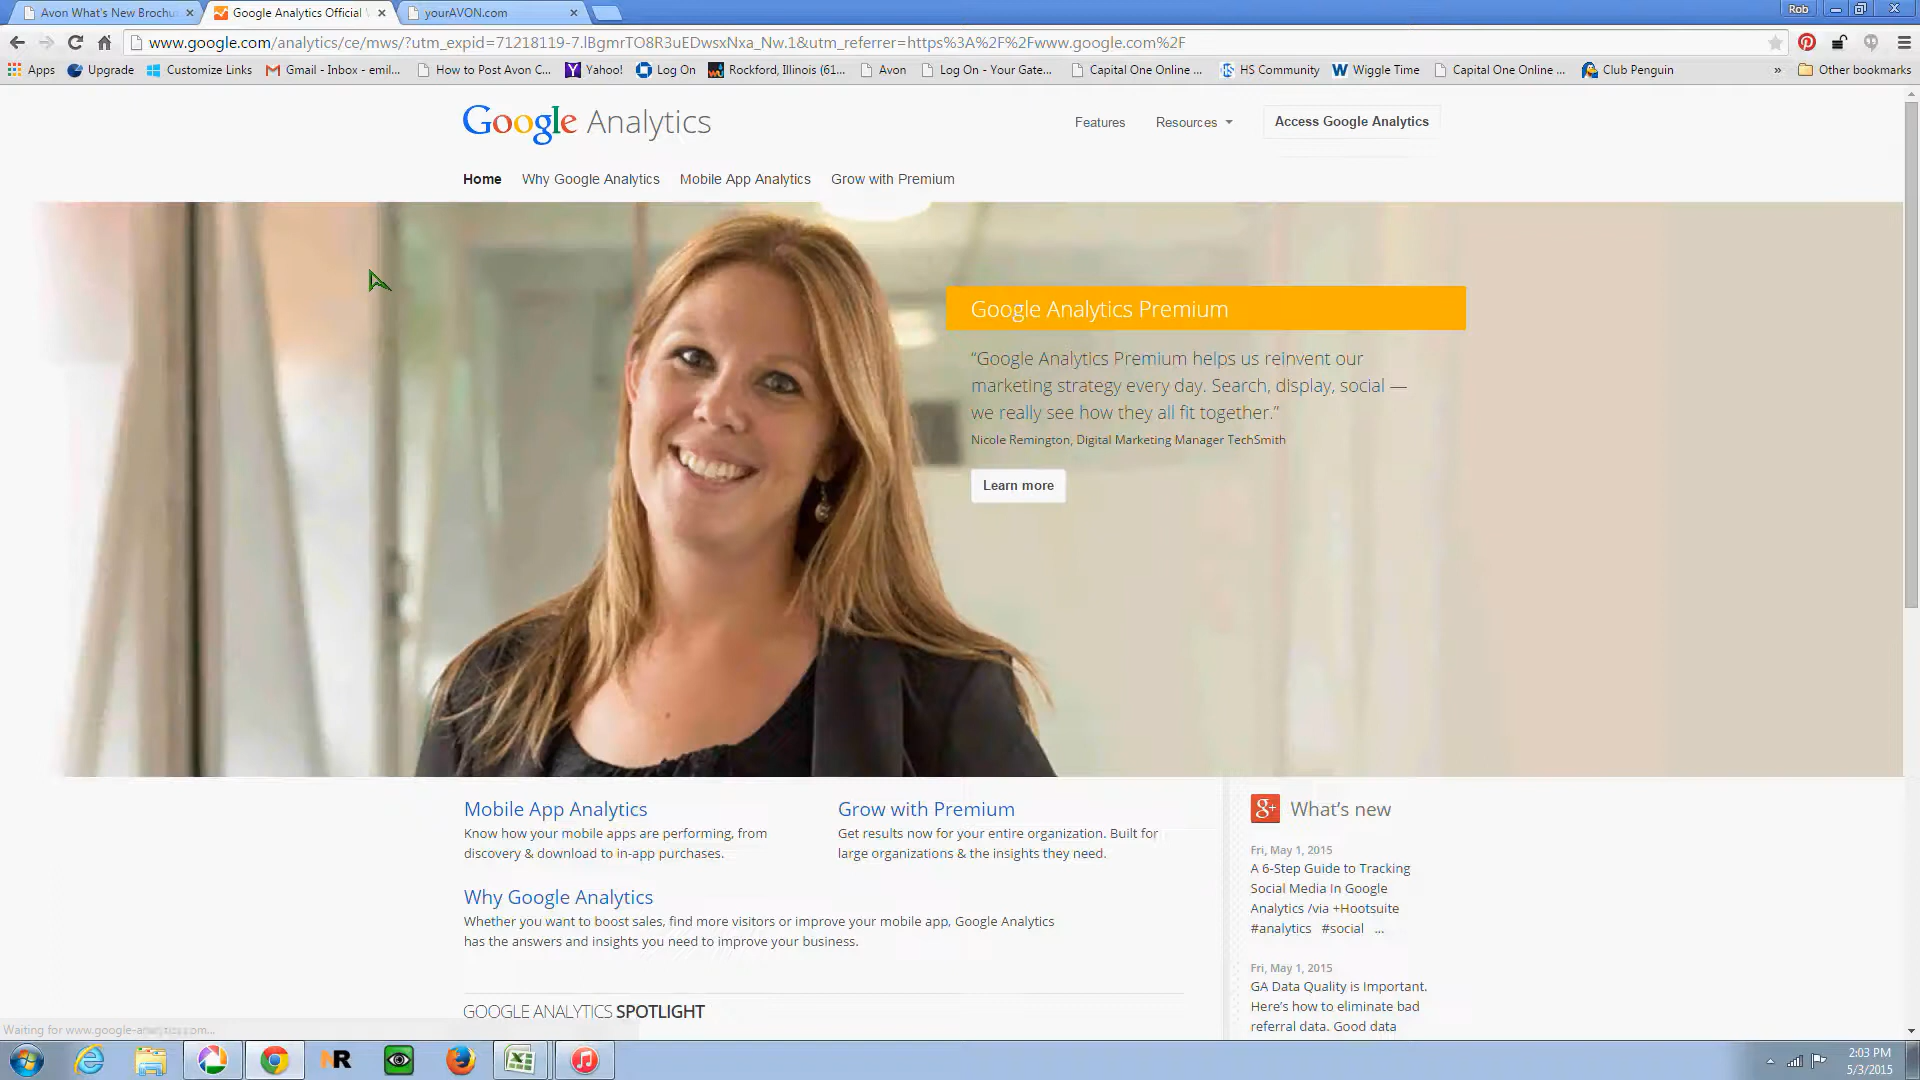 Avon What's New Brochu
Google Analytics Official
yourAVON.com
Rob
www.google.com/analytics/ce/mws/?utm_expid=71218119-7.lBgmrTO8R3uEDwsxNxa_Nw.1&utm_referrer=https%3A%2F%2Fwww.google.com%2F
Apps Upgrade Customize Links Gmail - Inbox - emil... How to Post Avon C... Yahoo! Log On Rockford, Illinois (61... Avon Log On - Your Gate... Capital One Online ... HS Community Wiggle Time Capital One Online ... Club Penguin » Other bookmarks
Google Analytics
Features Resources Access Google Analytics
Home Why Google Analytics Mobile App Analytics Grow with Premium
Google Analytics Premium
“Google Analytics Premium helps us reinvent our
marketing strategy every day. Search, display, social —
we really see how they all fit together.”
Nicole Remington, Digital Marketing Manager TechSmith
Learn more
Mobile App Analytics
Know how your mobile apps are performing, from
discovery & download to in-app purchases.
Grow with Premium
Get results now for your entire organization. Built for
large organizations & the insights they need.
Why Google Analytics
Whether you want to boost sales, find more visitors or improve your mobile app, Google Analytics
has the answers and insights you need to improve your business.
GOOGLE ANALYTICS SPOTLIGHT
g+ What's new
Fri, May 1, 2015
A 6-Step Guide to Tracking
Social Media In Google
Analytics /via +Hootsuite
#analytics #social ...
Fri, May 1, 2015
GA Data Quality is Important.
Here's how to eliminate bad
referral data. Good data
Waiting for www.google-analytics.com...
NR
2:03 PM
5/3/2015